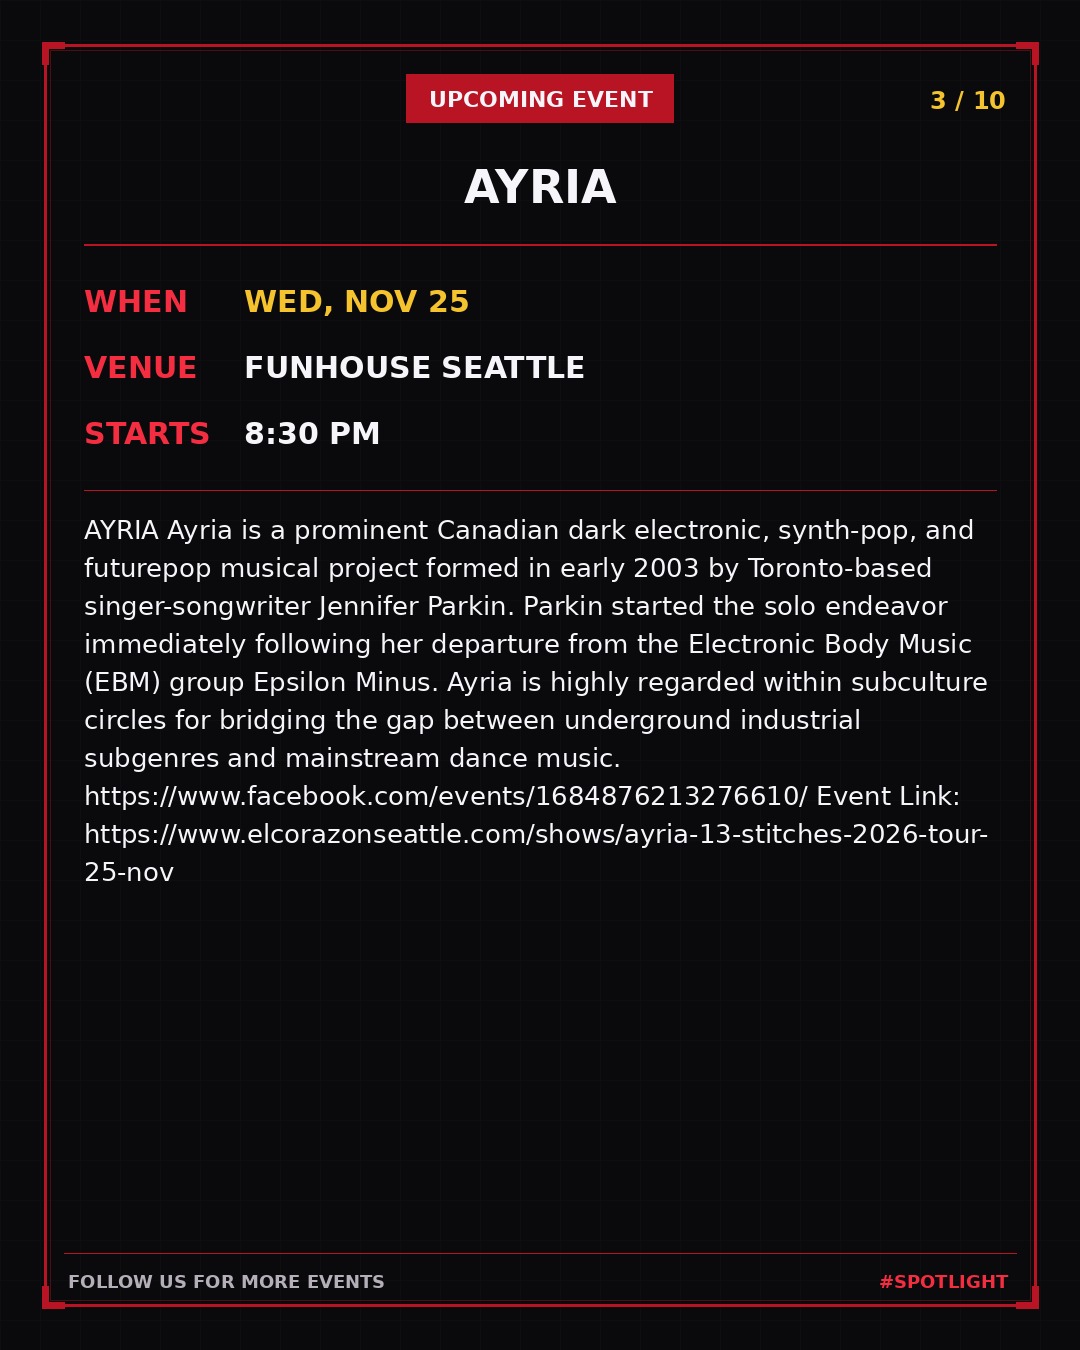 UPCOMING EVENT
3 / 10
AYRIA
WHEN WED, NOV 25
VENUE FUNHOUSE SEATTLE
STARTS 8:30 PM
AYRIA Ayria is a prominent Canadian dark electronic, synth-pop, and
futurepop musical project formed in early 2003 by Toronto-based
singer-songwriter Jennifer Parkin. Parkin started the solo endeavor
immediately following her departure from the Electronic Body Music
(EBM) group Epsilon Minus. Ayria is highly regarded within subculture
circles for bridging the gap between underground industrial
subgenres and mainstream dance music.
https://www.facebook.com/events/1684876213276610/ Event Link:
https://www.elcorazonseattle.com/shows/ayria-13-stitches-2026-tour-
25-nov
FOLLOW US FOR MORE EVENTS
#SPOTLIGHT